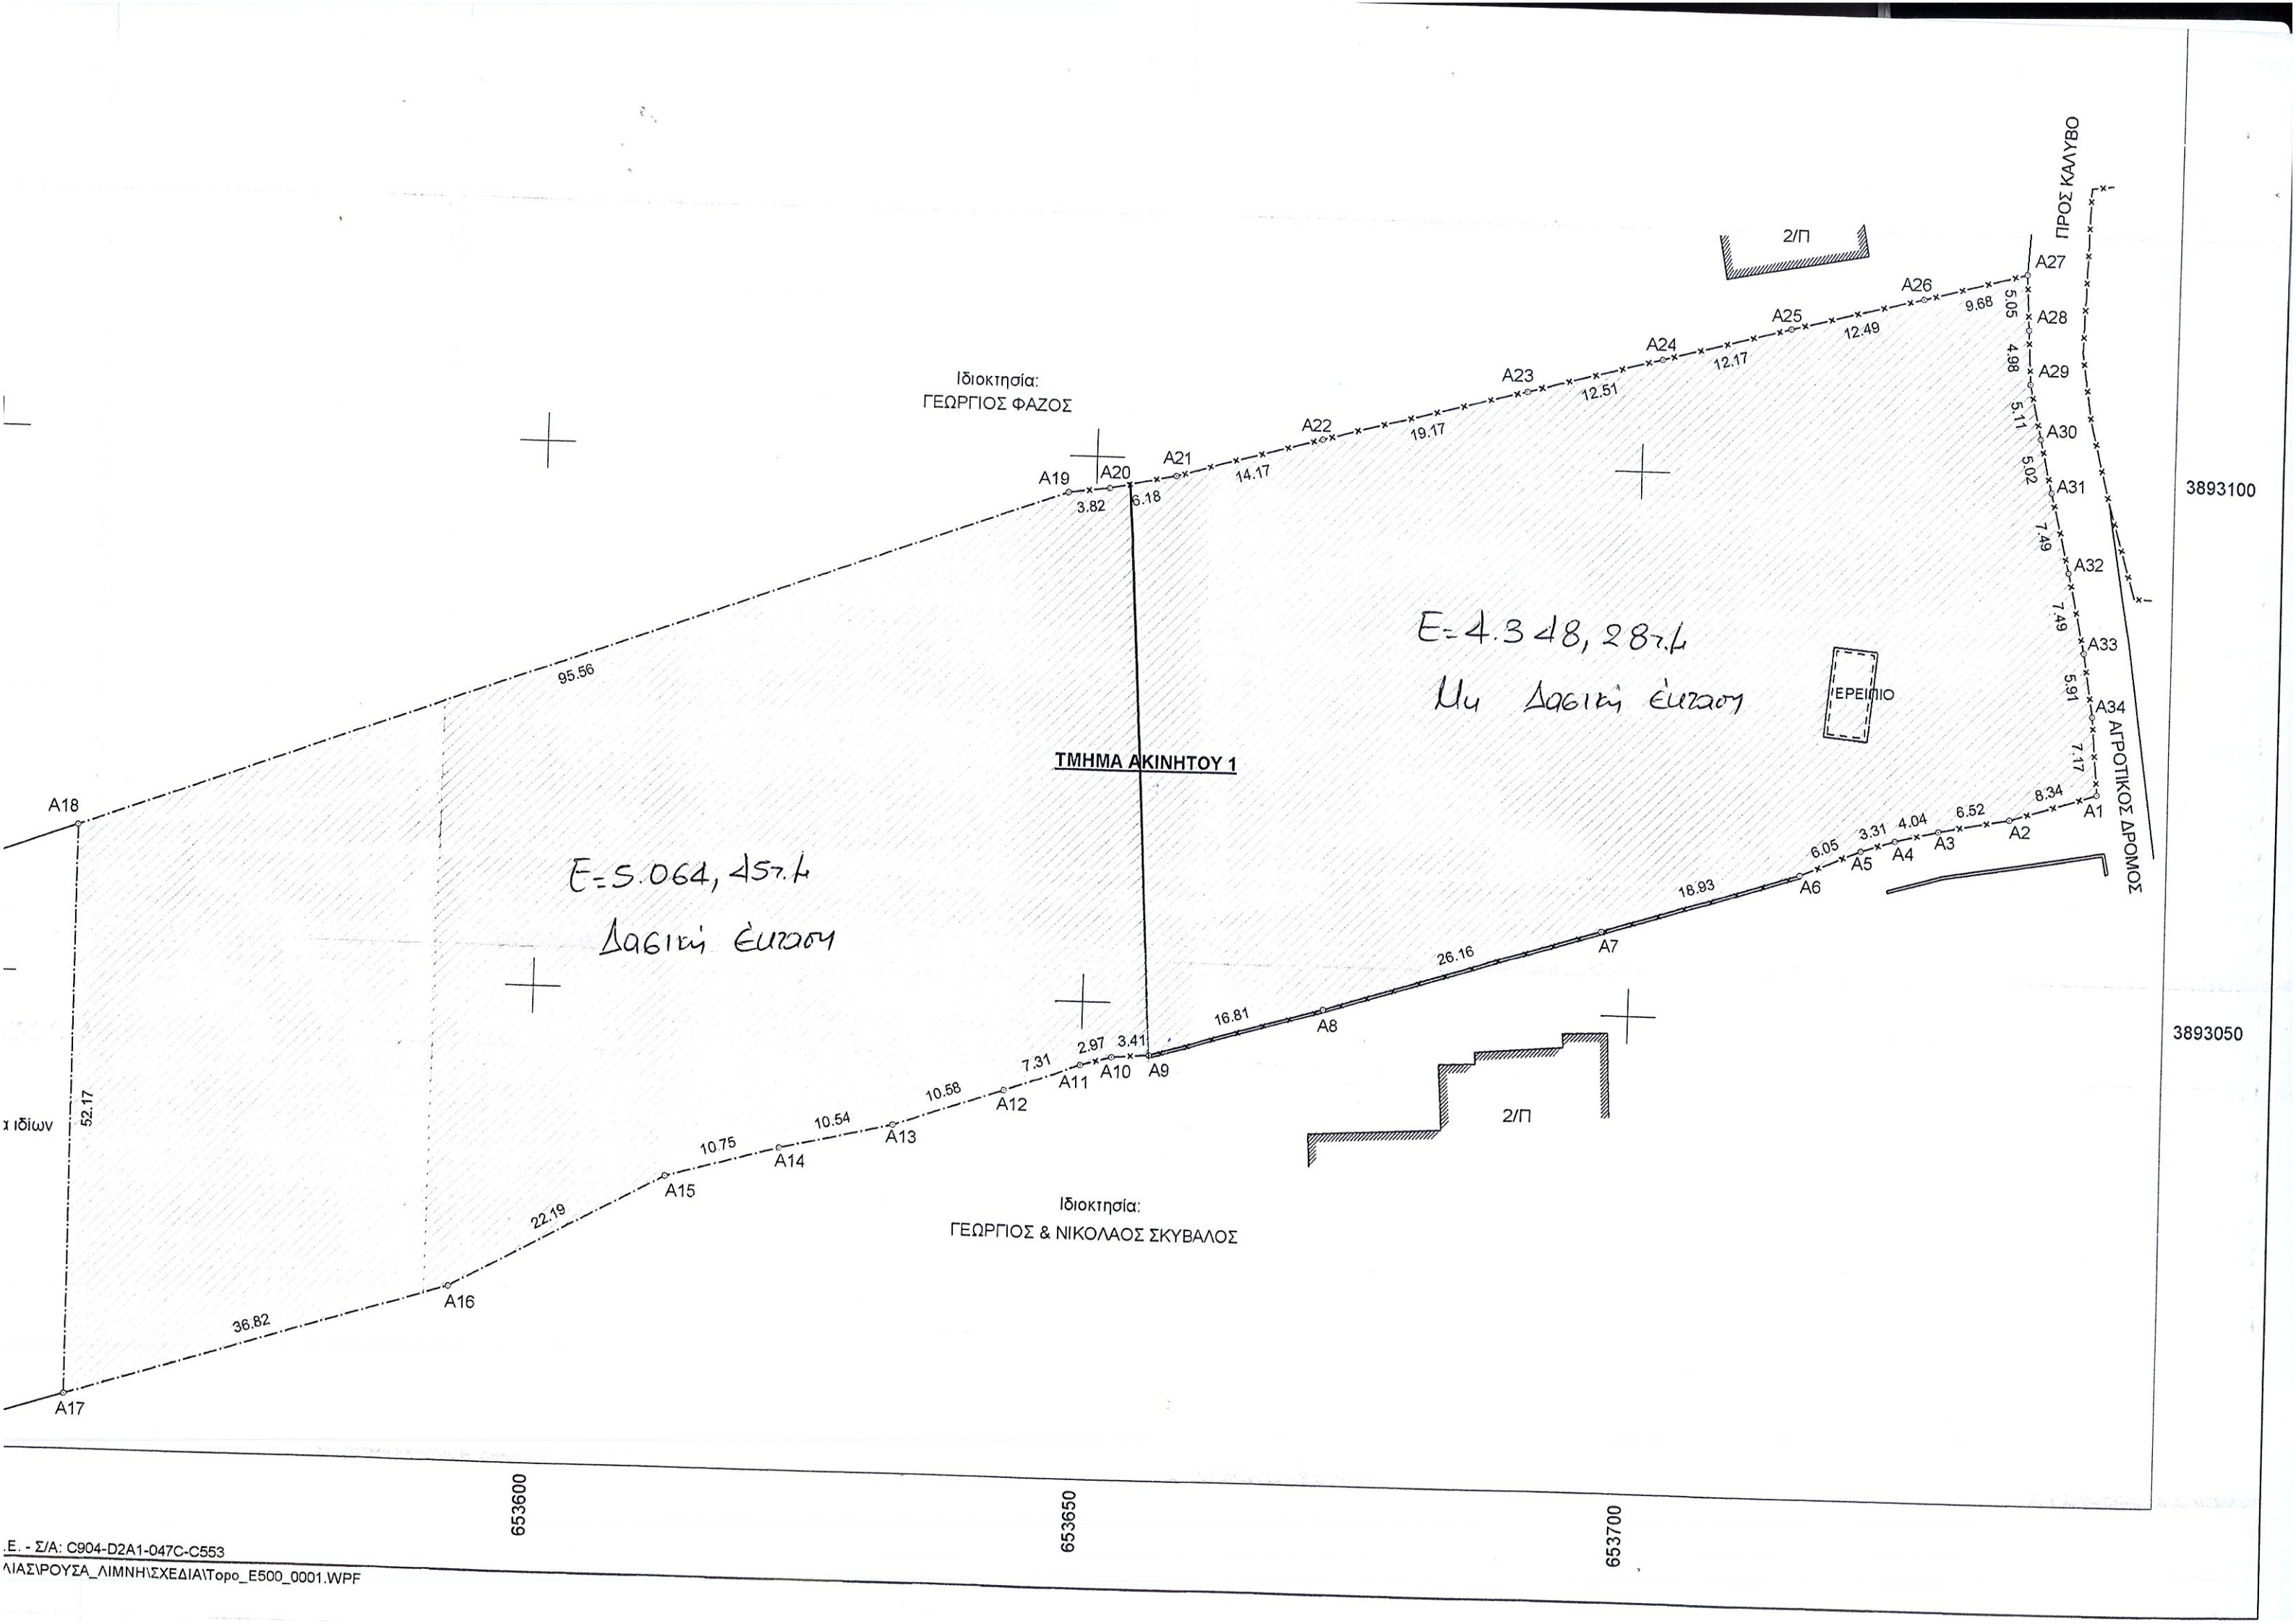 ΠΡΟΣ ΚΑΛΥΒΟ
2/Π
A27
A26
9.68
5.05
A28
A25
12.49
4.98
A24
12.17
A29
A23
12.51
5.11
Ιδιοκτησία:
ΓΕΩΡΓΙΟΣ ΦΑΖΟΣ
A22
19.17
A30
5.02
A21
14.17
A19
A20
3.82
6.18
A31
3893100
7.49
A32
7.49
E=4.348,28τ.μ
A33
95.56
Μη Δασική έκταση
ΕΡΕΙΠΙΟ
5.91
A34
ΑΓΡΟΤΙΚΟΣ ΔΡΟΜΟΣ
ΤΜΗΜΑ ΑΚΙΝΗΤΟΥ 1
7.17
A18
A1
8.34
A2
6.52
A3
4.04
A4
3.31
A5
6.05
A6
18.93
E=5.064,45τ.μ
Δασική έκταση
A7
26.16
A8
16.81
A9
3.41
A10
2.97
A11
7.31
A12
10.58
A13
10.54
A14
10.75
A15
3893050
52.17
α ιδίων
2/Π
22.19
Ιδιοκτησία:
ΓΕΩΡΓΙΟΣ & ΝΙΚΟΛΑΟΣ ΣΚΥΒΑΛΟΣ
A16
36.82
A17
653600
653650
653700
.Ε. - Σ/Α: C904-D2A1-047C-C553
ΛΙΑΣ\ΡΟΥΣΑ_ΛΙΜΝΗ\ΣΧΕΔΙΑ\Topo_E500_0001.WPF